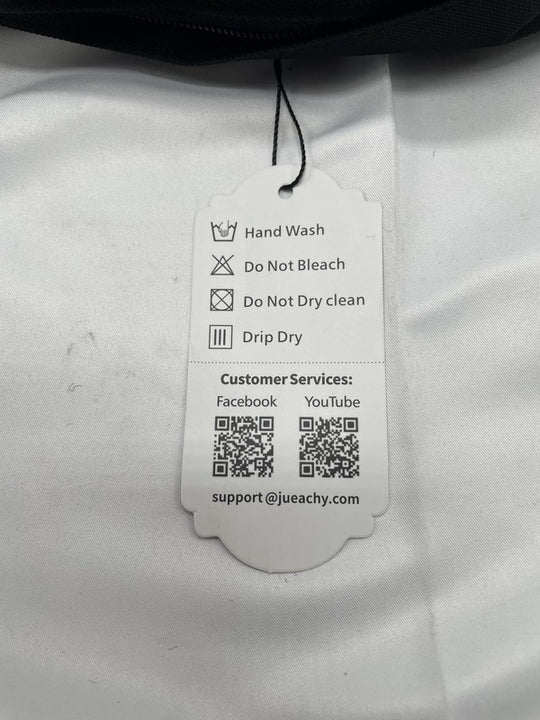 Hand Wash
Do Not Bleach
Do Not Dry clean
Drip Dry
Customer Services:
Facebook YouTube
support@jueachy.com